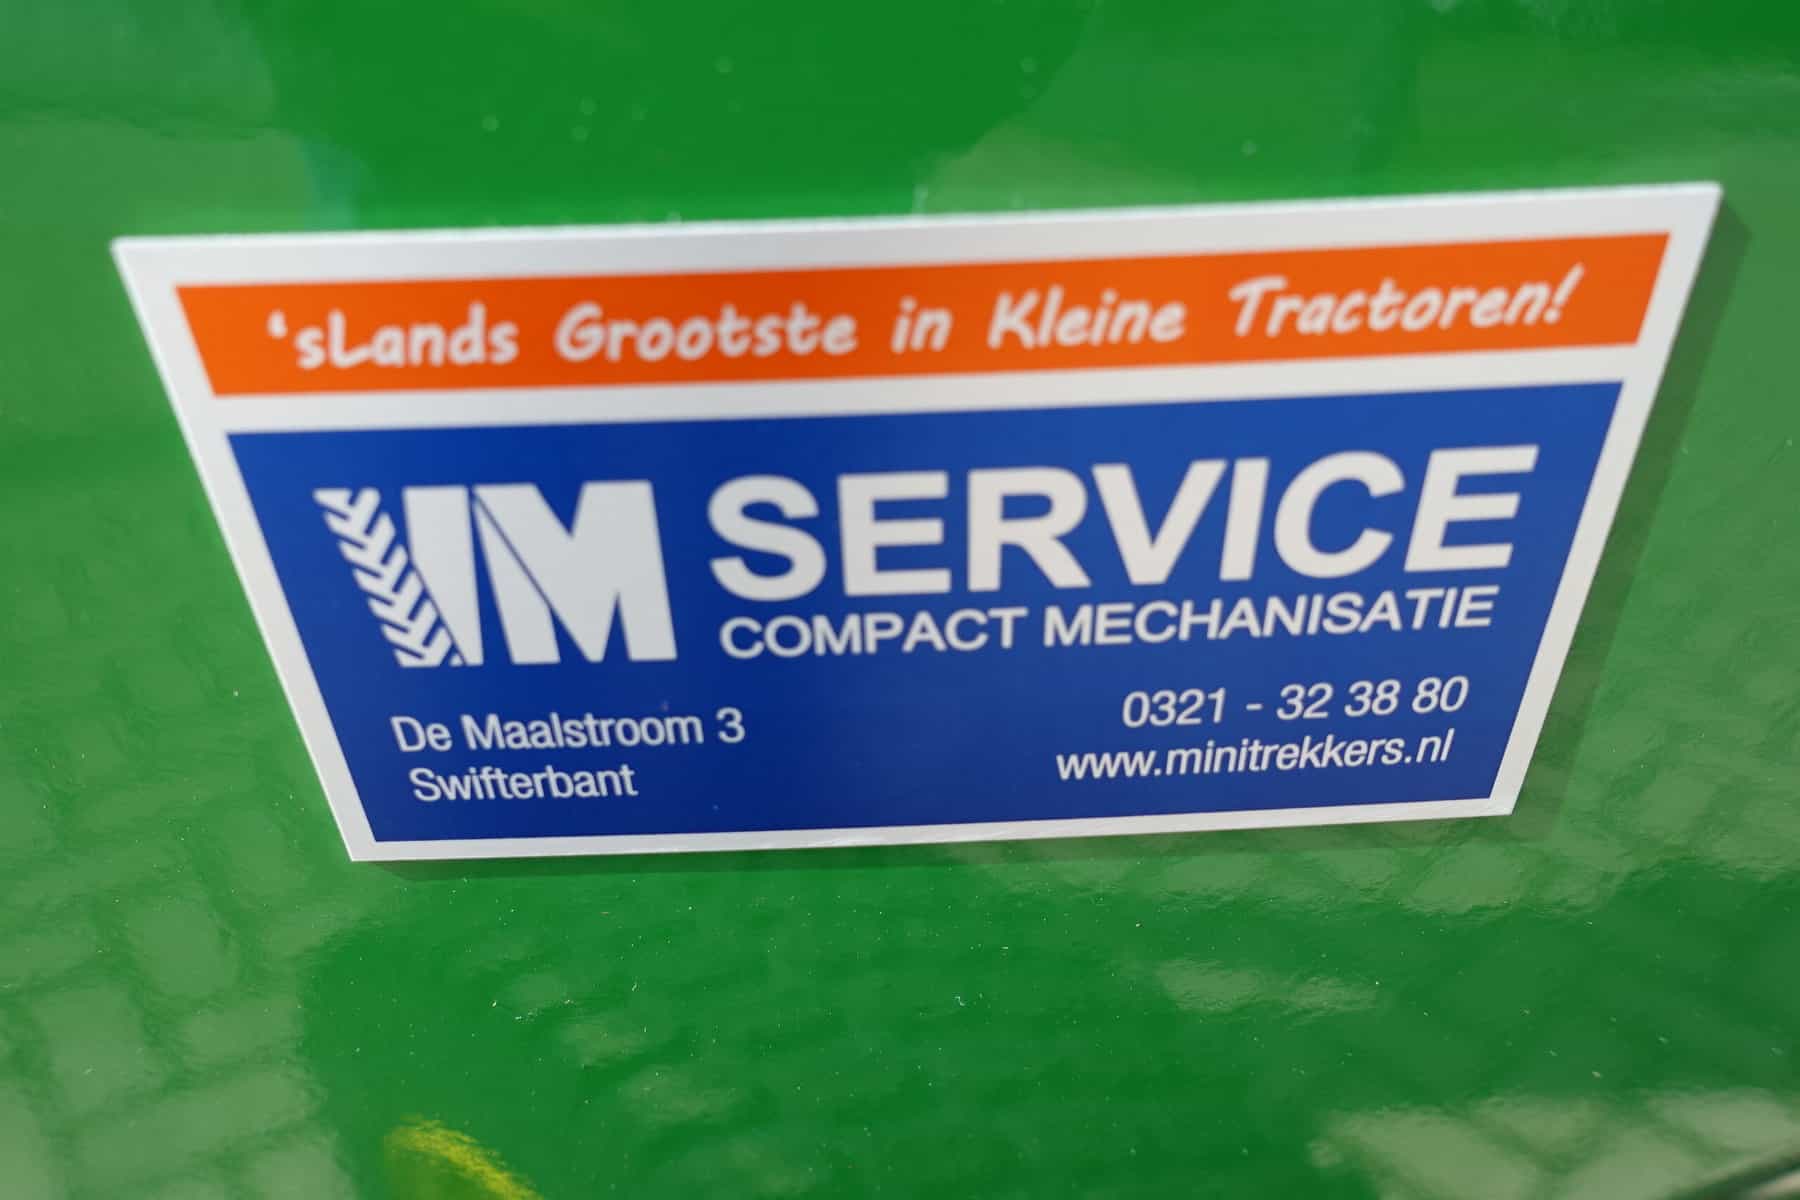 'sLands Grootste in Kleine Tractoren!
IM SERVICE
COMPACT MECHANISATIE
De Maalstroom 3
Swifterbant
0321 - 32 38 80
www.minitrekkers.nl